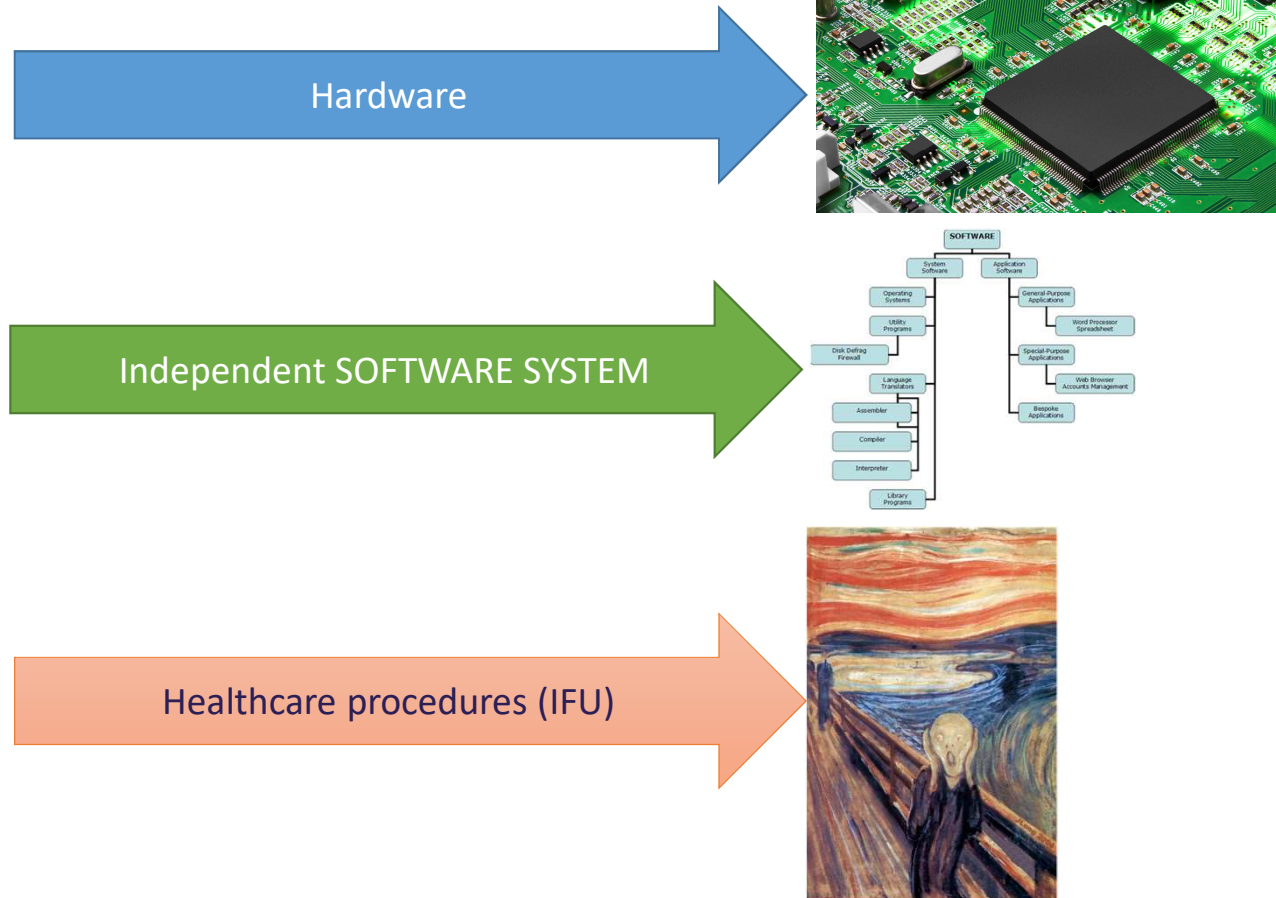 Hardware
SOFTWARE
System
Software
Application
Software
Operating
Systems
General-Purpose
Applications
Utility
Programs
Word Processor
Spreadsheet
Disk Defrag
Firewall
Special-Purpose
Applications
Independent SOFTWARE SYSTEM
Language
Translators
Web Browser
Accounts Management
Assembler
Bespoke
Applications
Compiler
Interpreter
Library
Programs
Healthcare procedures (IFU)